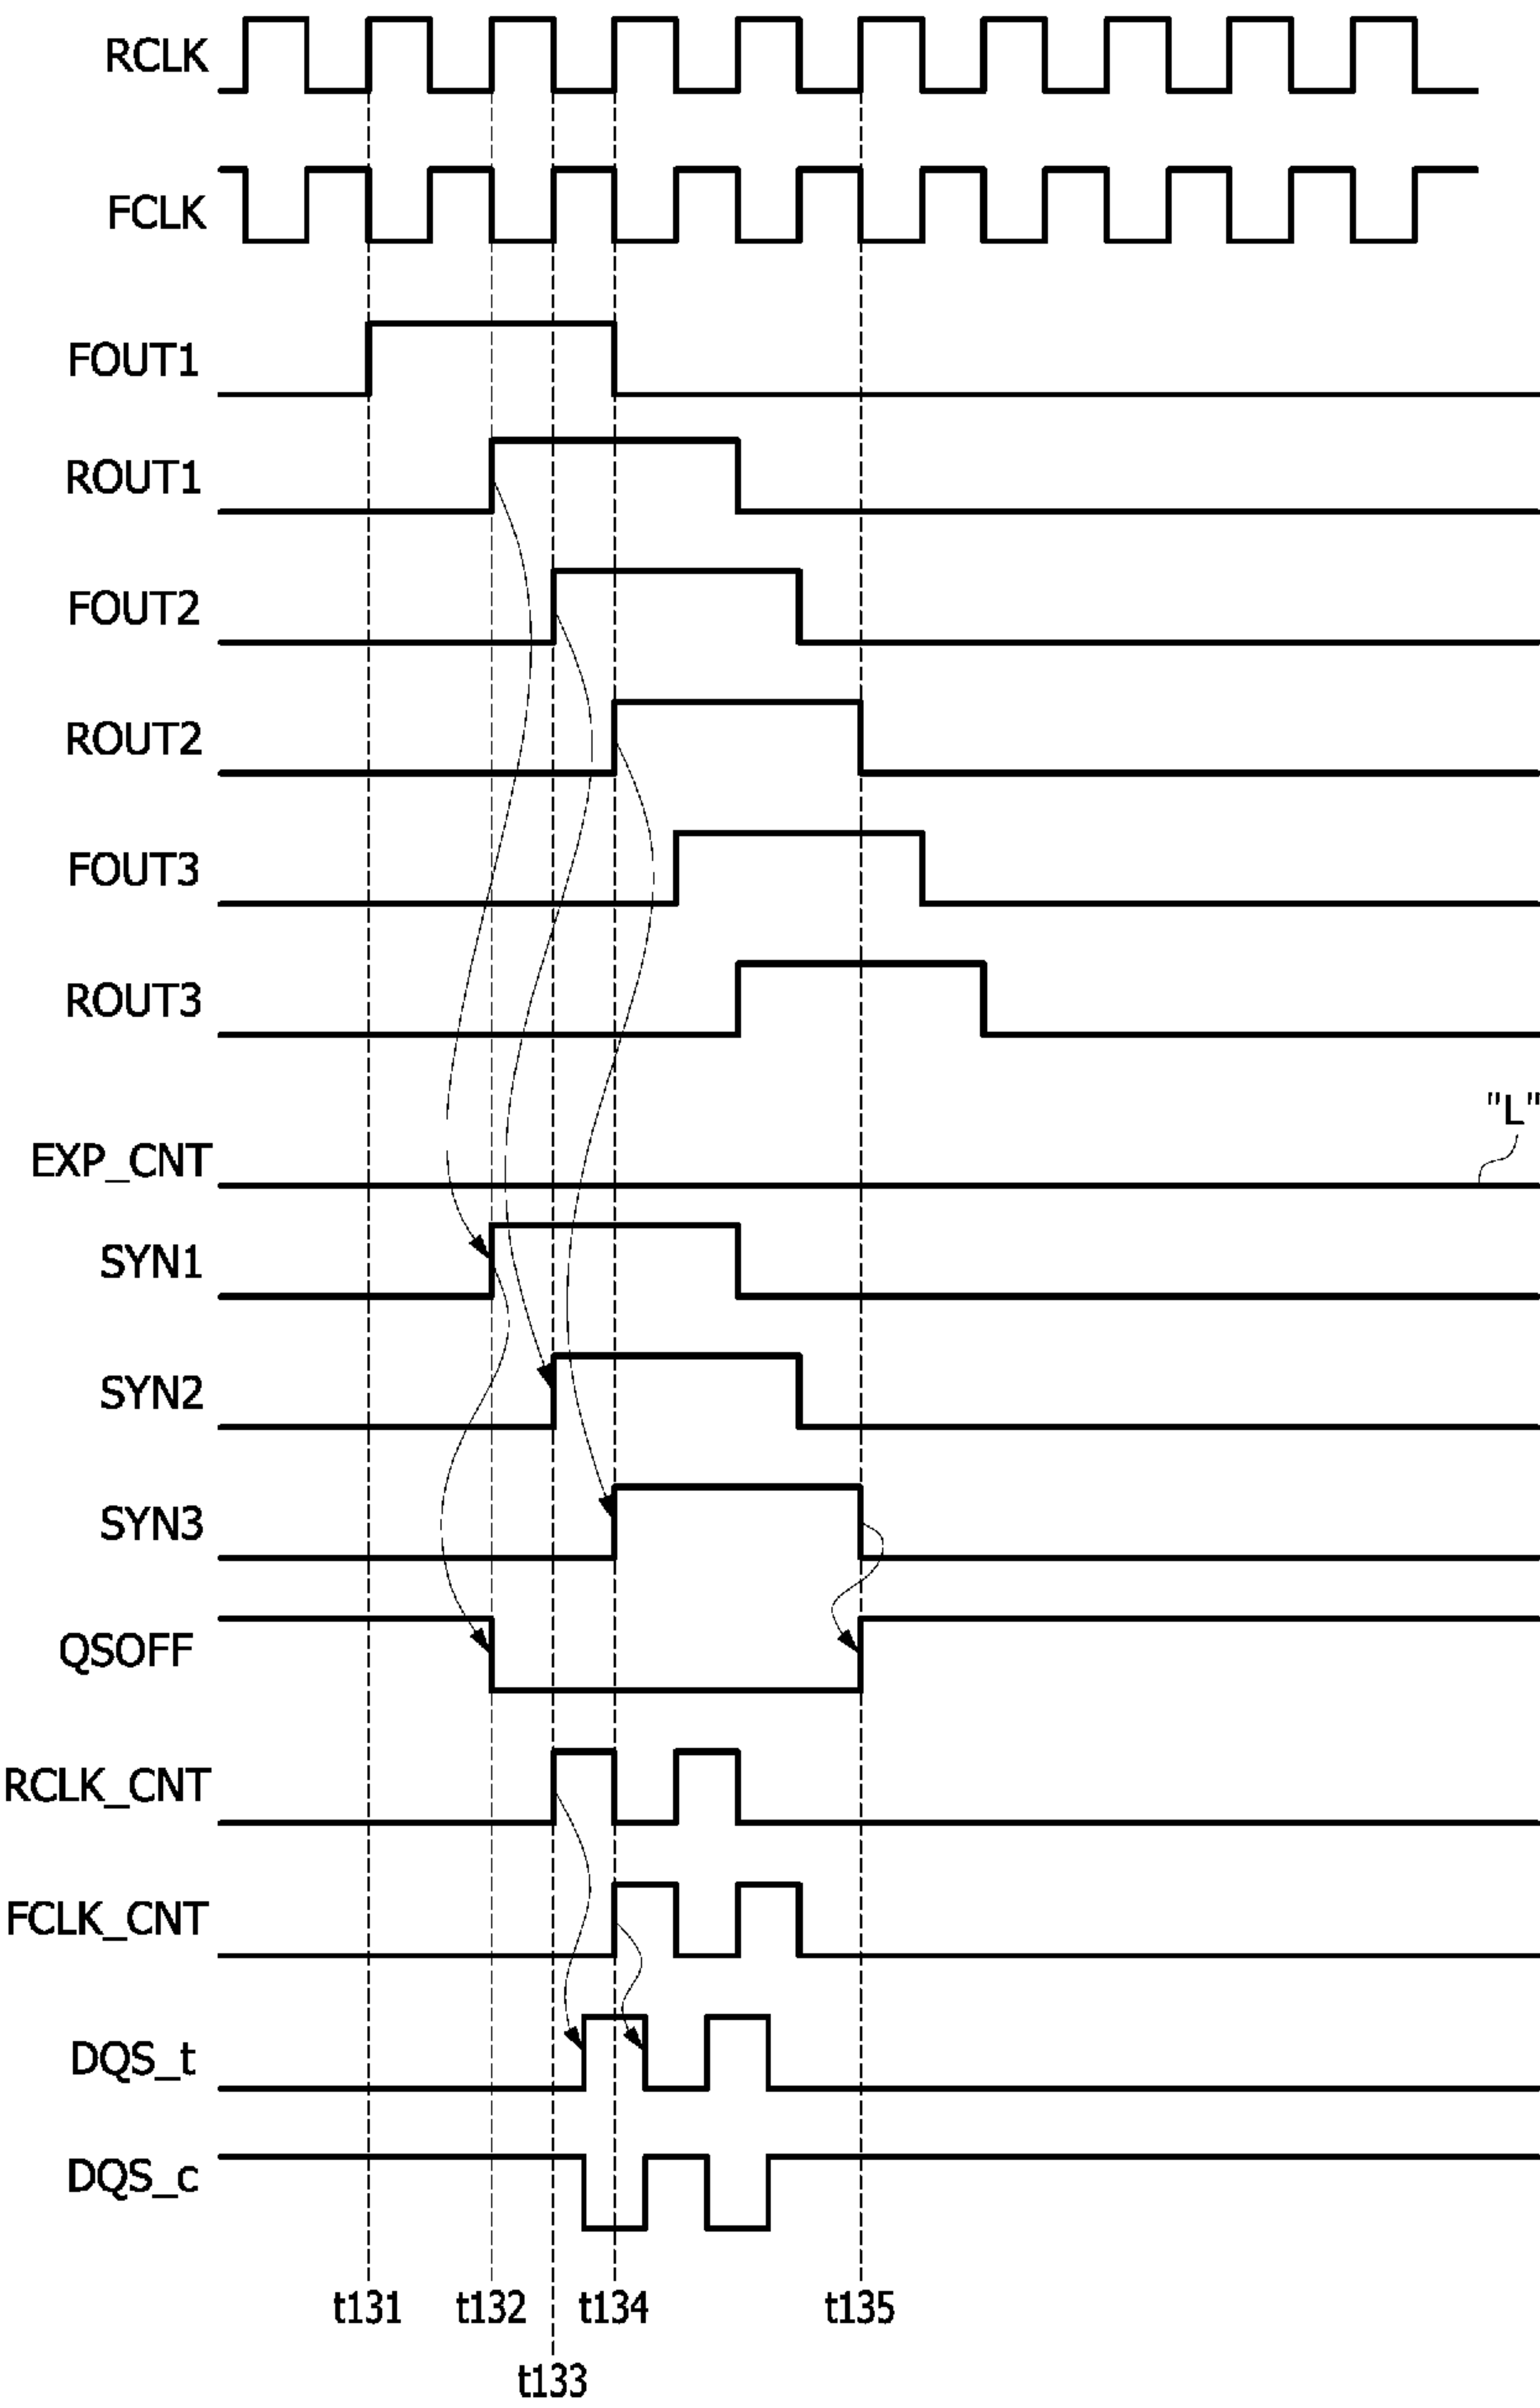 RCLK
FCLK
FOUT1
ROUT1
FOUT2
ROUT2
FOUT3
ROUT3
"L"
EXP_CNT
SYN1
SYN2
SYN3
QSOFF
RCLK_CNT
FCLK_CNT
DQS_t
DQS_c
t131 t132 t134 t135
t133